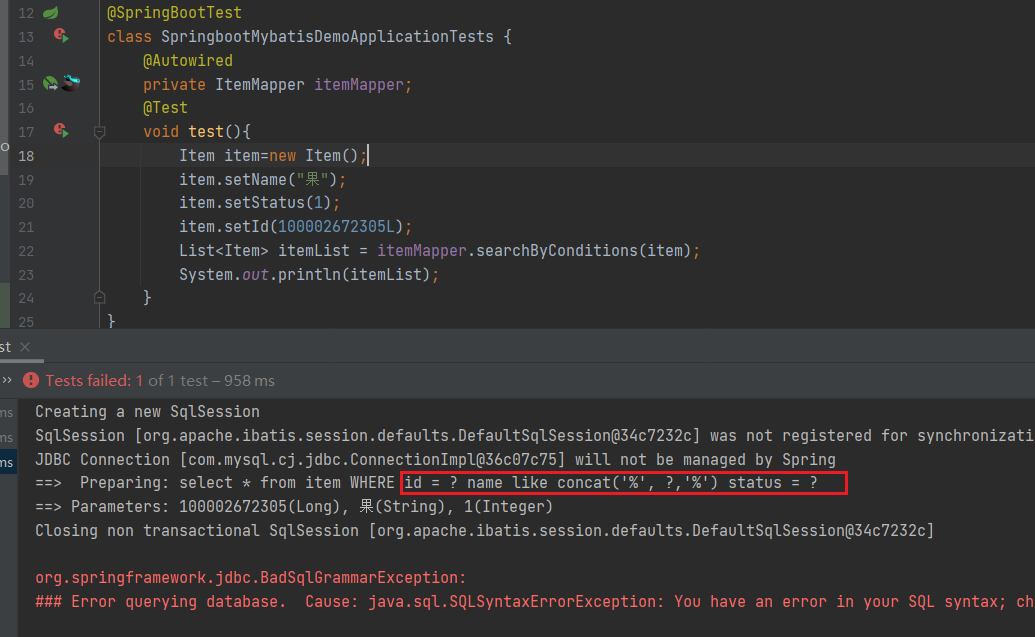 12 @SpringBootTest
13 class SpringbootMybatisDemoApplicationTests {
14 @Autowired
15 private ItemMapper itemMapper;
16 @Test
17 void test(){
18 Item item=new Item();
19 item.setName("果");
20 item.setStatus(1);
21 item.setId(100002672305L);
22 List<Item> itemList = itemMapper.searchByConditions(item);
23 System.out.println(itemList);
24 }
25 }
st ×
» Tests failed: 1 of 1 test – 958 ms
ms Creating a new SqlSession
ms SqlSession [org.apache.ibatis.session.defaults.DefaultSqlSession@34c7232c] was not registered for synchronizati
ms JDBC Connection [com.mysql.cj.jdbc.ConnectionImpl@36c07c75] will not be managed by Spring
==>  Preparing: select * from item WHERE id = ? name like concat('%', ?,'%') status = ?
==> Parameters: 100002672305(Long), 果(String), 1(Integer)
Closing non transactional SqlSession [org.apache.ibatis.session.defaults.DefaultSqlSession@34c7232c]
org.springframework.jdbc.BadSqlGrammarException:
### Error querying database.  Cause: java.sql.SQLSyntaxErrorException: You have an error in your SQL syntax; ch